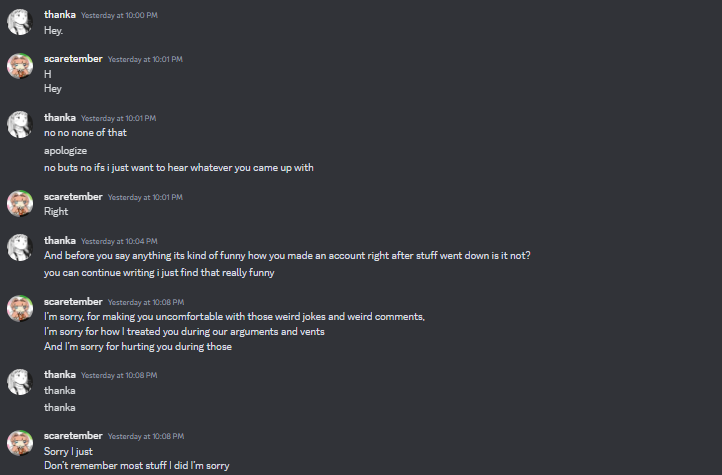 thanka Yesterday at 10:00 PM
Hey.
scaretember Yesterday at 10:01 PM
H
Hey
thanka Yesterday at 10:01 PM
no no none of that
apologize
no buts no ifs i just want to hear whatever you came up with
scaretember Yesterday at 10:01 PM
Right
thanka Yesterday at 10:04 PM
And before you say anything its kind of funny how you made an account right after stuff went down is it not?
you can continue writing i just find that really funny
scaretember Yesterday at 10:08 PM
I'm sorry, for making you uncomfortable with those weird jokes and weird comments,
I'm sorry for how I treated you during our arguments and vents
And I'm sorry for hurting you during those
thanka Yesterday at 10:08 PM
thanka
thanka
scaretember Yesterday at 10:08 PM
Sorry I just
Don't remember most stuff I did I'm sorry